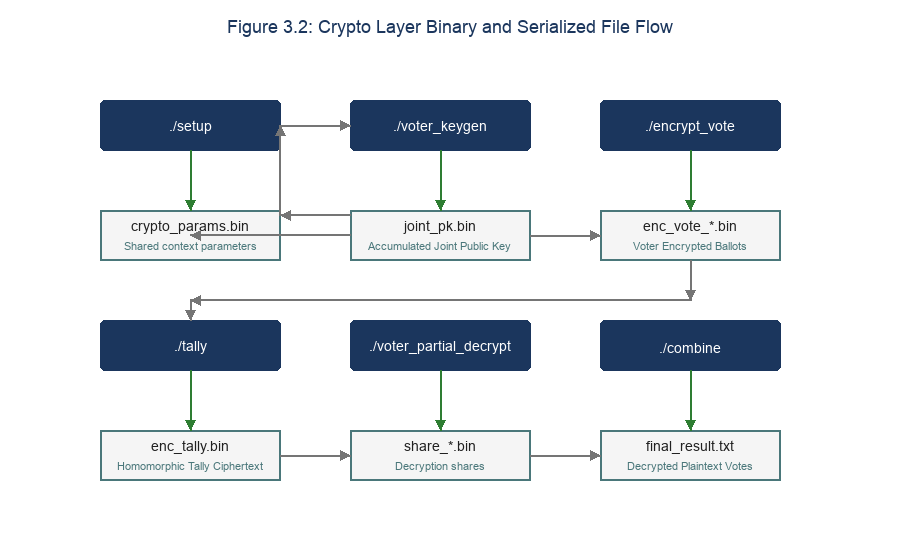 Figure 3.2: Crypto Layer Binary and Serialized File Flow
./setup
./voter_keygen
./encrypt_vote
crypto_params.bin
Shared context parameters
joint_pk.bin
Accumulated Joint Public Key
enc_vote_*.bin
Voter Encrypted Ballots
./tally
./voter_partial_decrypt
./combine
enc_tally.bin
Homomorphic Tally Ciphertext
share_*.bin
Decryption shares
final_result.txt
Decrypted Plaintext Votes